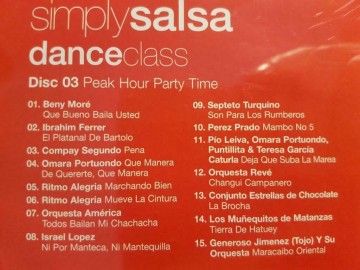 simplysalsa
danceclass
Disc 03 Peak Hour Party Time
01. Beny Moré
Que Bueno Baila Usted
02. Ibrahim Ferrer
El Platanal De Bartolo
03. Compay Segundo Pena
04. Omara Portuondo Que Manera
De Quererte, Que Manera
05. Ritmo Alegria Marchando Bien
06. Ritmo Alegria Mueve La Cintura
07. Orquesta América
Todos Bailan Mi Chachacha
08. Israel Lopez
Ni Por Manteca, Ni Mantequilla
09. Septeto Turquino
Son Para Los Rumberos
10. Perez Prado Mambo No 5
11. Pío Leiva, Omara Portuondo,
Puntillita & Teresa García
Caturla Deja Que Suba La Marea
12. Orquesta Revé
Changui Campanero
13. Conjunto Estrellas de Chocolate
La Brocha
14. Los Muñequitos de Matanzas
Tierra De Hatuey
15. Generoso Jimenez (Tojo) Y Su
Orquesta Maracaibo Oriental